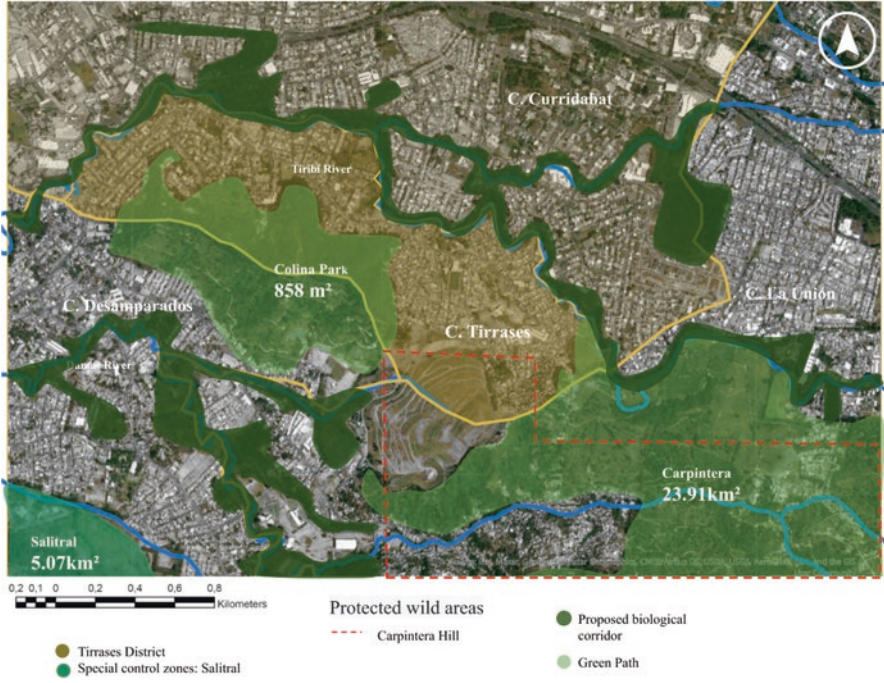 C. Curridabat
Tiribí River
Colina Park
858 m²
C. Desamparados
C. La Unión
C. Tirrases
River
Carpintera
23.91km²
Salitral
5.07km²
0,2 0,1 0 0,2 0,4 0,6 0,8
Kilometers
Protected wild areas
Carpintera Hill
Tirrases District
Special control zones: Salitral
Proposed biological
corridor
Green Path